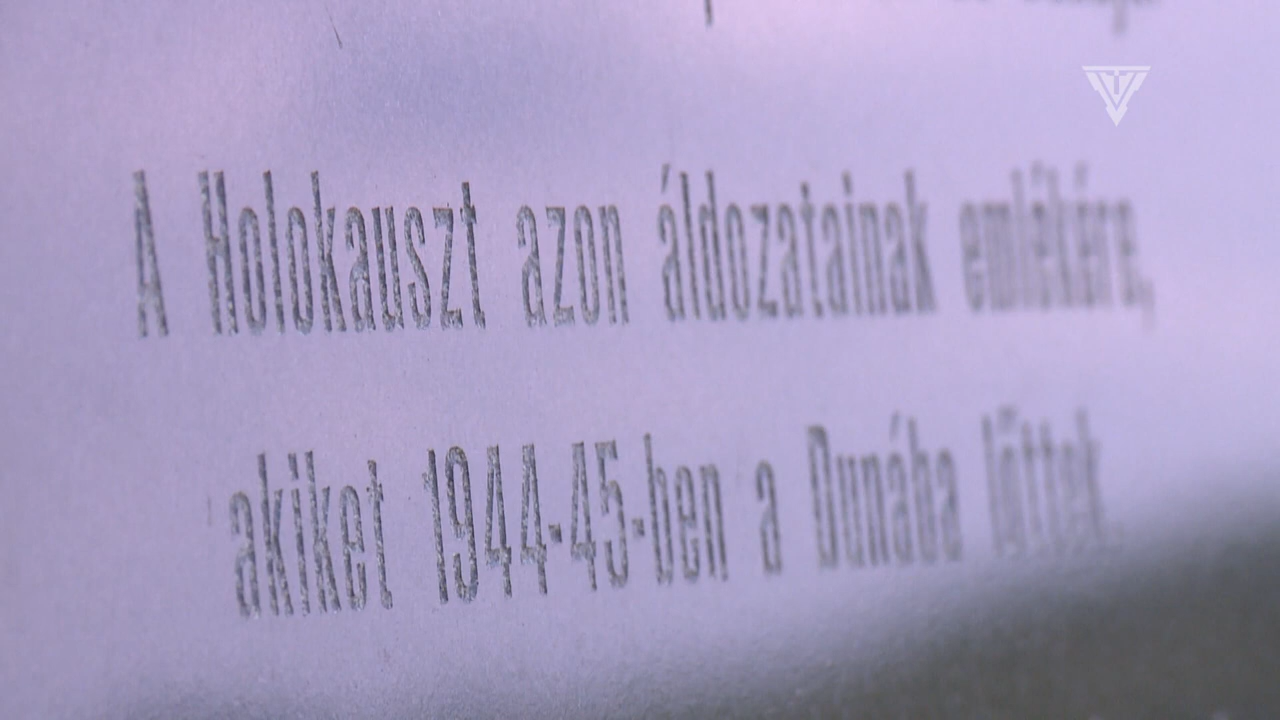 A Holokauszt azon áldozatainak emlékére,
akiket 1944-45-ben a Dunába lőttek.